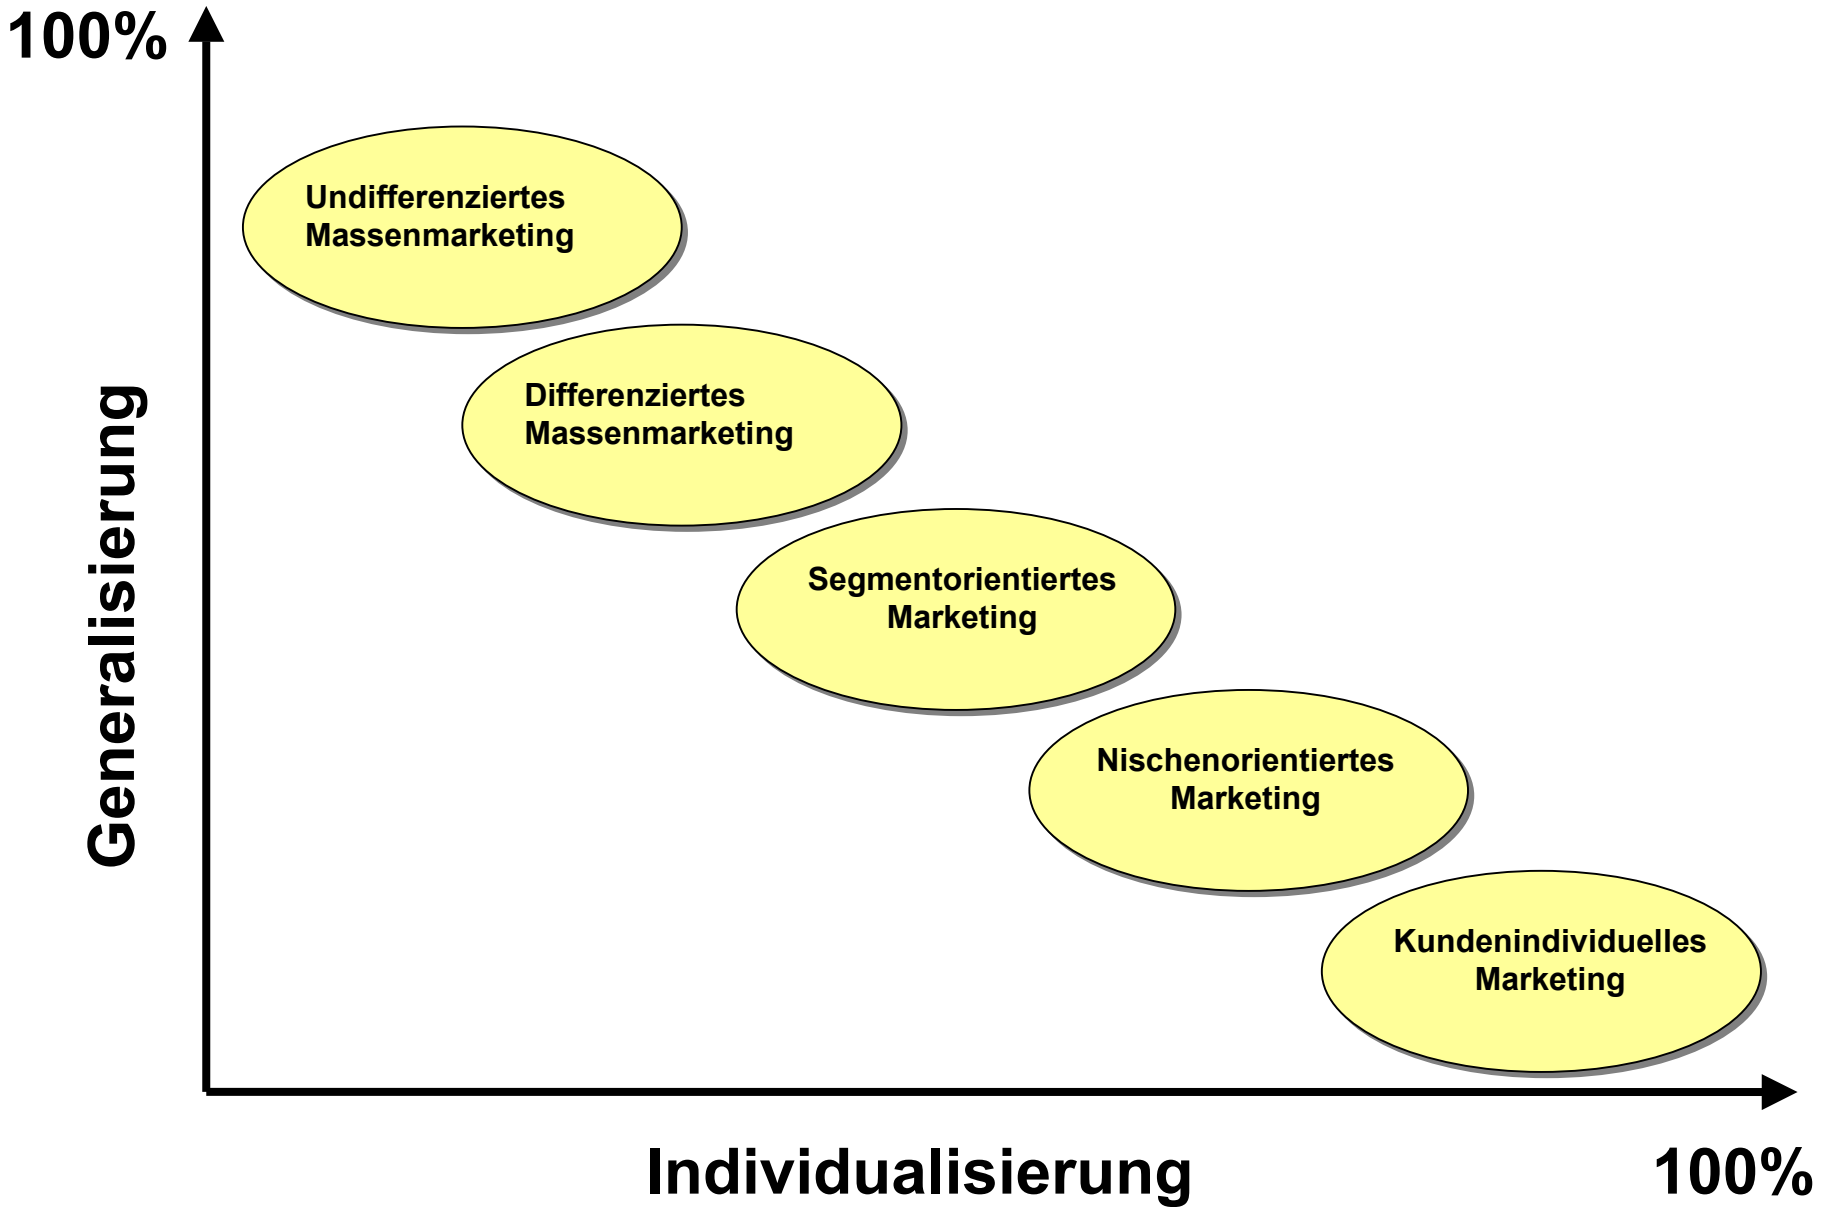 100%
Undifferenziertes
Massenmarketing
Differenziertes
Massenmarketing
Segmentorientiertes
Marketing
Nischenorientiertes
Marketing
Kundenindividuelles
Marketing
Generalisierung
Individualisierung
100%